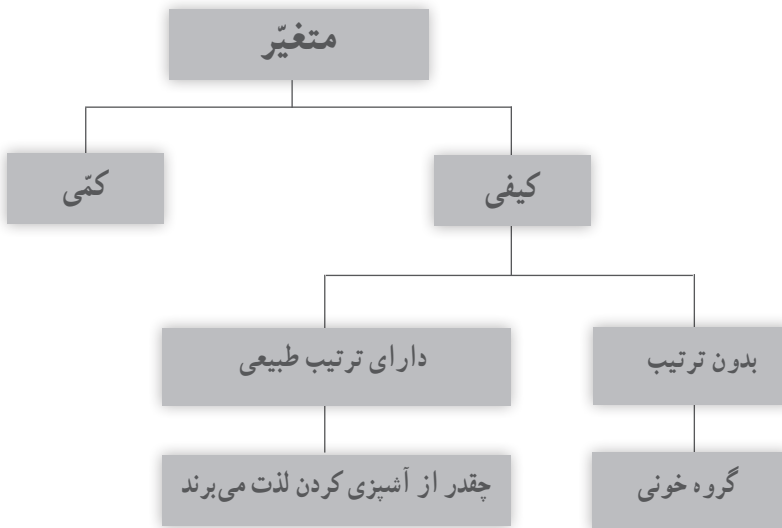 متغیّر
کیفی
کمّی
بدون ترتیب
دارای ترتیب طبیعی
گروه خونی
چقدر از آشپزی کردن لذت می‌برند